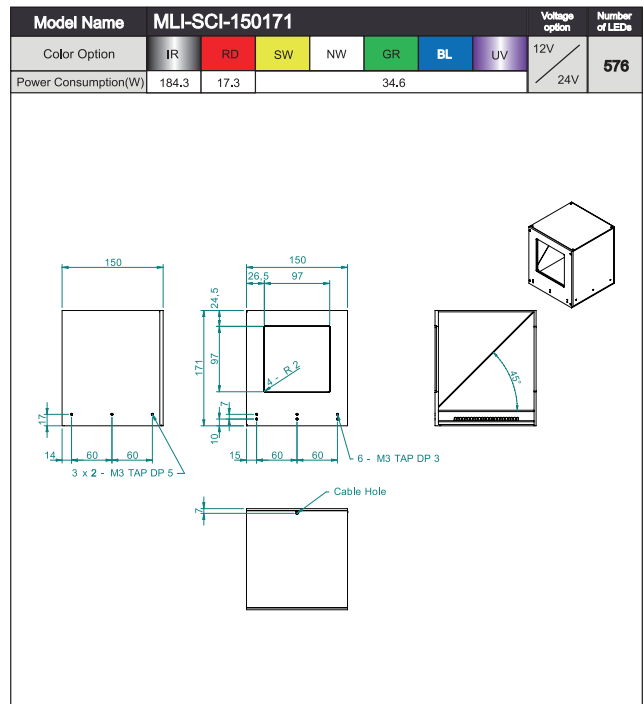 Model Name MLI-SCI-150171 Voltage option Number of LEDs
Color Option IR RD SW NW GR BL UV 12V / 24V 576
Power Consumption(W) 184.3 17.3 34.6
150
150
26,5 97
24,5
171
97
4 - R 2
45°
17
7
10
14 60 60
15 60 60
3 x 2 - M3 TAP DP 5
6 - M3 TAP DP 3
Cable Hole
7